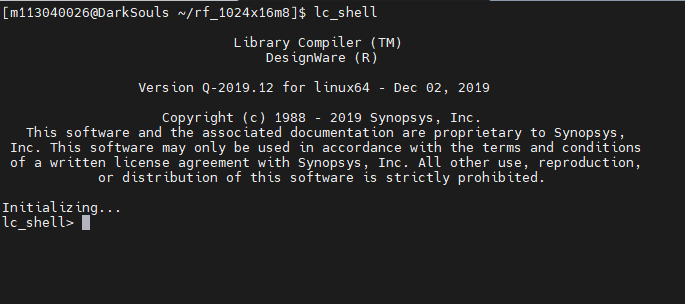 [m113040026@DarkSouls ~/rf_1024x16m8]$ lc_shell
Library Compiler (TM)
DesignWare (R)
Version Q-2019.12 for linux64 - Dec 02, 2019
Copyright (c) 1988 - 2019 Synopsys, Inc.
This software and the associated documentation are proprietary to Synopsys,
Inc. This software may only be used in accordance with the terms and conditions
of a written license agreement with Synopsys, Inc. All other use, reproduction,
or distribution of this software is strictly prohibited.
Initializing...
lc_shell>